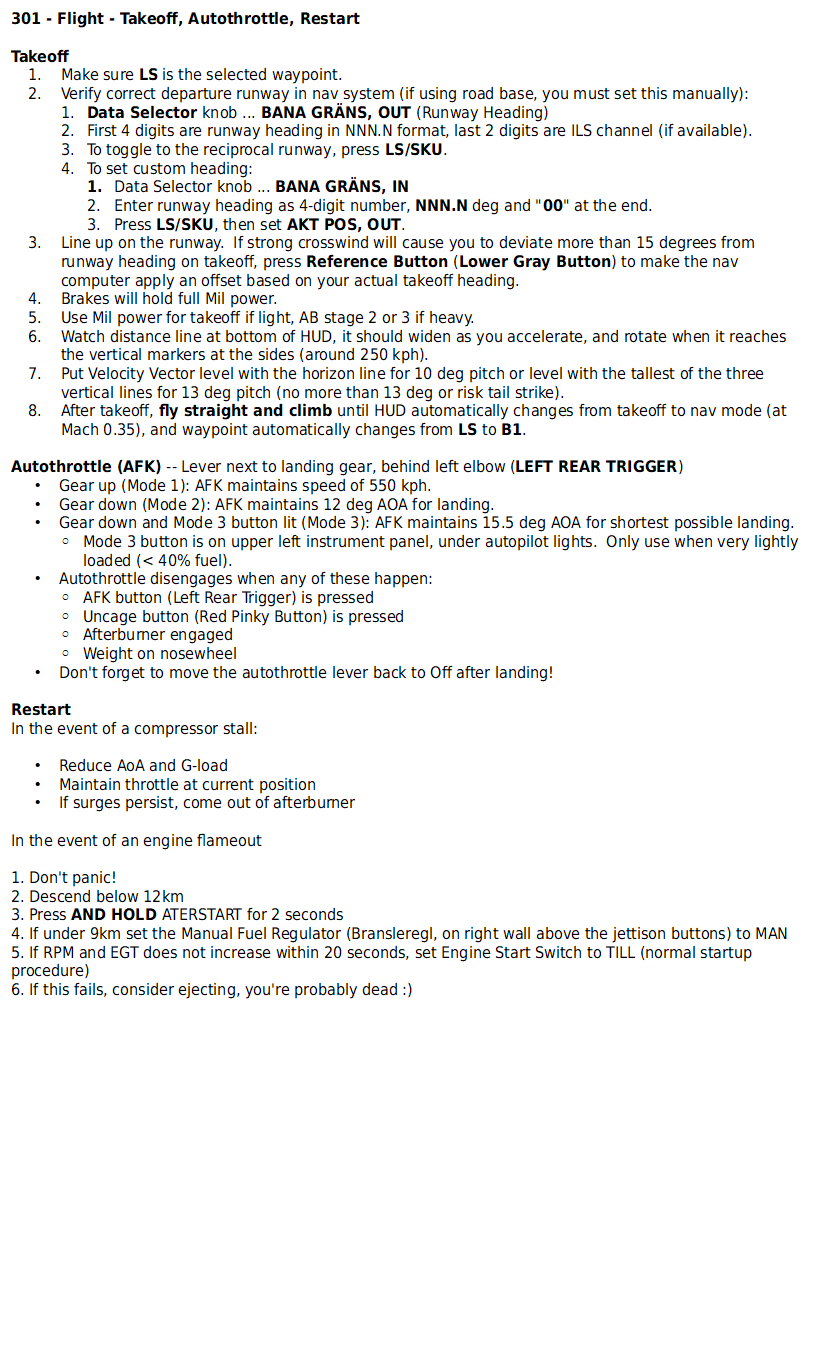 301 - Flight - Takeoff, Autothrottle, Restart
Takeoff
1. Make sure LS is the selected waypoint.
2. Verify correct departure runway in nav system (if using road base, you must set this manually):
1. Data Selector knob ... BANA GRÄNS, OUT (Runway Heading)
2. First 4 digits are runway heading in NNN.N format, last 2 digits are ILS channel (if available).
3. To toggle to the reciprocal runway, press LS/SKU.
4. To set custom heading:
1. Data Selector knob ... BANA GRÄNS, IN
2. Enter runway heading as 4-digit number, NNN.N deg and "00" at the end.
3. Press LS/SKU, then set AKT POS, OUT.
3. Line up on the runway. If strong crosswind will cause you to deviate more than 15 degrees from
runway heading on takeoff, press Reference Button (Lower Gray Button) to make the nav
computer apply an offset based on your actual takeoff heading.
4. Brakes will hold full Mil power.
5. Use Mil power for takeoff if light, AB stage 2 or 3 if heavy.
6. Watch distance line at bottom of HUD, it should widen as you accelerate, and rotate when it reaches
the vertical markers at the sides (around 250 kph).
7. Put Velocity Vector level with the horizon line for 10 deg pitch or level with the tallest of the three
vertical lines for 13 deg pitch (no more than 13 deg or risk tail strike).
8. After takeoff, fly straight and climb until HUD automatically changes from takeoff to nav mode (at
Mach 0.35), and waypoint automatically changes from LS to B1.
Autothrottle (AFK) -- Lever next to landing gear, behind left elbow (LEFT REAR TRIGGER)
• Gear up (Mode 1): AFK maintains speed of 550 kph.
• Gear down (Mode 2): AFK maintains 12 deg AOA for landing.
• Gear down and Mode 3 button lit (Mode 3): AFK maintains 15.5 deg AOA for shortest possible landing.
◦ Mode 3 button is on upper left instrument panel, under autopilot lights. Only use when very lightly
loaded (< 40% fuel).
• Autothrottle disengages when any of these happen:
◦ AFK button (Left Rear Trigger) is pressed
◦ Uncage button (Red Pinky Button) is pressed
◦ Afterburner engaged
◦ Weight on nosewheel
• Don't forget to move the autothrottle lever back to Off after landing!
Restart
In the event of a compressor stall:
• Reduce AoA and G-load
• Maintain throttle at current position
• If surges persist, come out of afterburner
In the event of an engine flameout
1. Don't panic!
2. Descend below 12km
3. Press AND HOLD ATERSTART for 2 seconds
4. If under 9km set the Manual Fuel Regulator (Bransleregl, on right wall above the jettison buttons) to MAN
5. If RPM and EGT does not increase within 20 seconds, set Engine Start Switch to TILL (normal startup
procedure)
6. If this fails, consider ejecting, you're probably dead :)